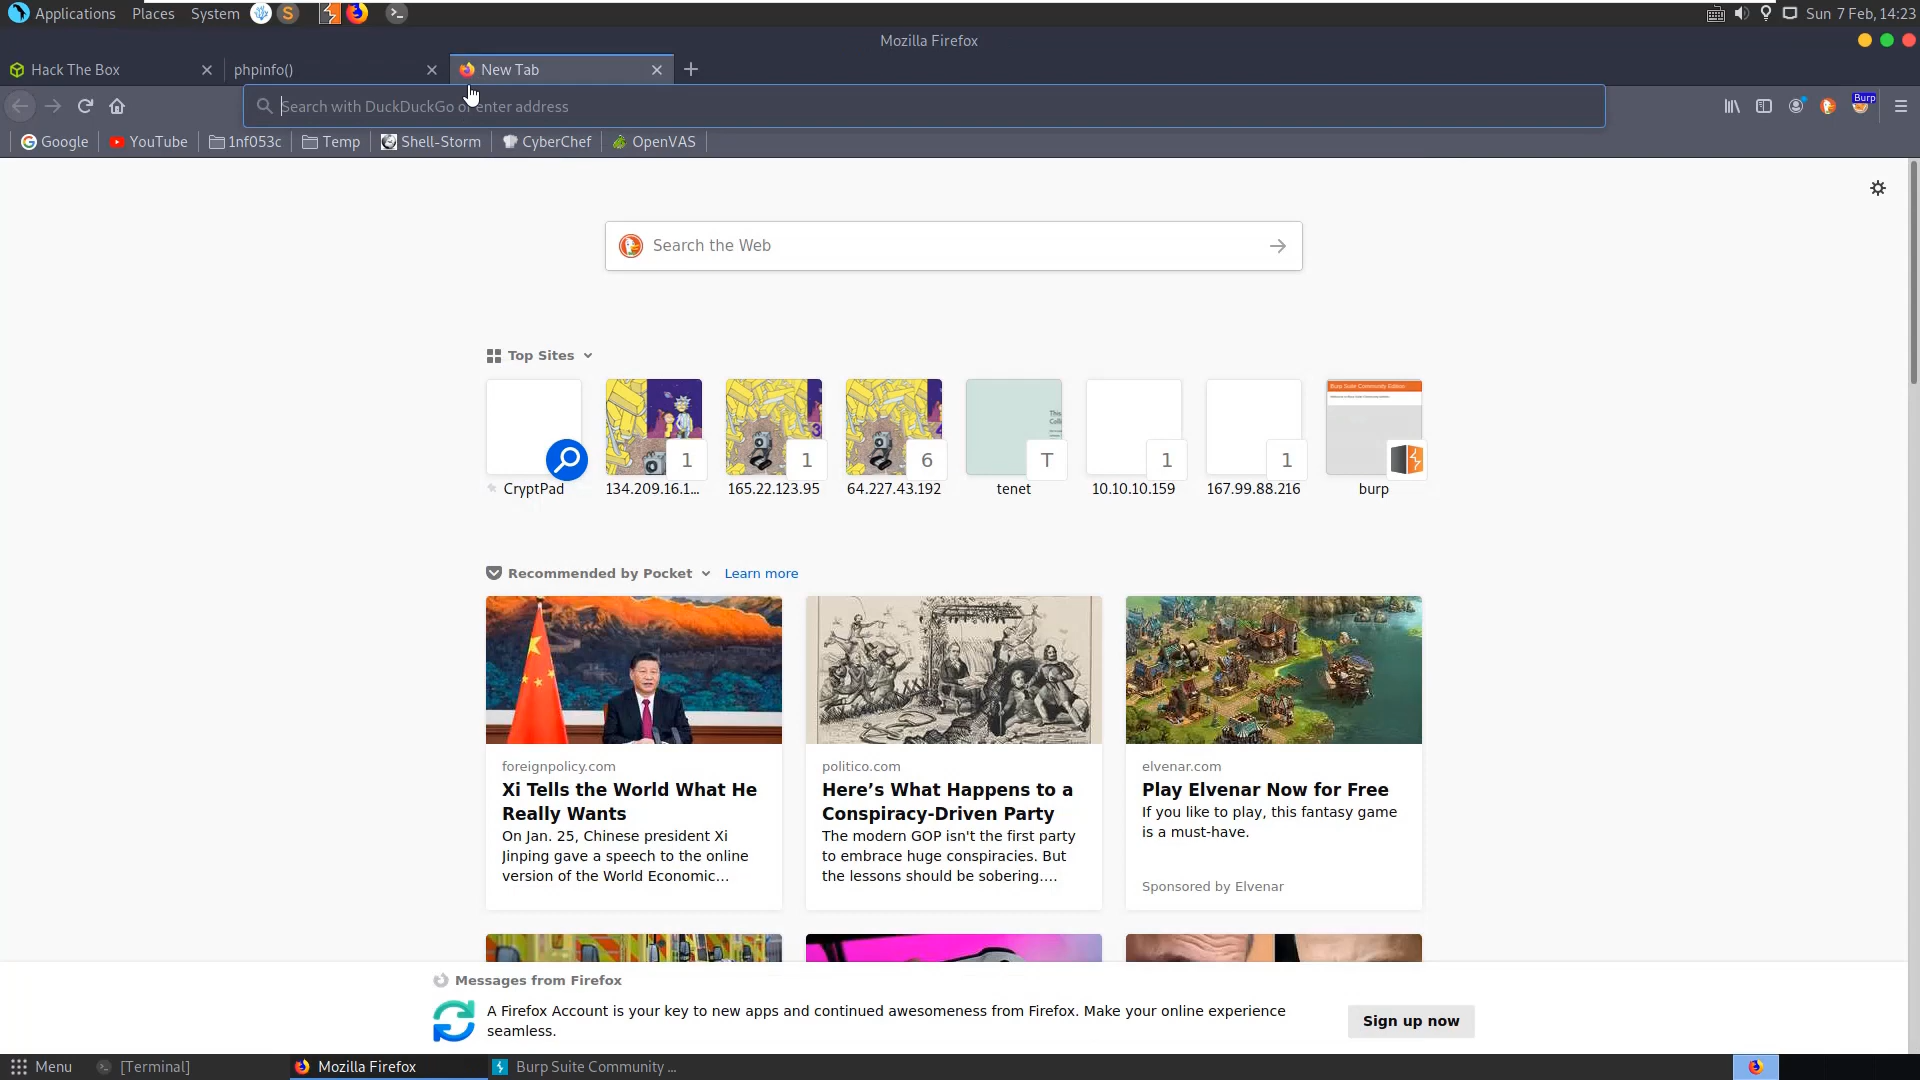 Applications Places System
Sun 7 Feb, 14:23
Mozilla Firefox
Hack The Box
phpinfo()
New Tab
Search with DuckDuckGo or enter address
Burp
Google
YouTube
1nf053c
Temp
Shell-Storm
CyberChef
OpenVAS
Search the Web
Top Sites
1
1
6
T
1
1
CryptPad
134.209.16.1...
165.22.123.95
64.227.43.192
tenet
10.10.10.159
167.99.88.216
burp
Recommended by Pocket
Learn more
foreignpolicy.com
Xi Tells the World What He
Really Wants
On Jan. 25, Chinese president Xi
Jinping gave a speech to the online
version of the World Economic...
politico.com
Here’s What Happens to a
Conspiracy-Driven Party
The modern GOP isn't the first party
to embrace huge conspiracies. But
the lessons should be sobering....
elvenar.com
Play Elvenar Now for Free
If you like to play, this fantasy game
is a must-have.
Sponsored by Elvenar
Messages from Firefox
A Firefox Account is your key to new apps and continued awesomeness from Firefox. Make your online experience
seamless.
Sign up now
Menu
[Terminal]
Mozilla Firefox
Burp Suite Community ...